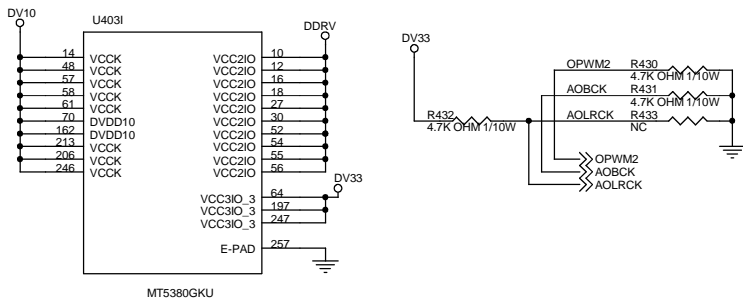 U403I
DV10
DDRV
14 VCCK VCC2IO 10
48 VCCK VCC2IO 12
57 VCCK VCC2IO 16
58 VCCK VCC2IO 18
61 VCCK VCC2IO 27
70 DVDD10 VCC2IO 30
162 DVDD10 VCC2IO 52
213 VCCK VCC2IO 54
206 VCCK VCC2IO 55
246 VCCK VCC2IO 56
DV33
VCC3IO_3 64
VCC3IO_3 197
VCC3IO_3 247
E-PAD 257
MT5380GKU
DV33
OPWM2 R430
4.7K OHM 1/10W
AOBCK R431
4.7K OHM 1/10W
R432 AOLRCK R433
4.7K OHM 1/10W NC
OPWM2
AOBCK
AOLRCK